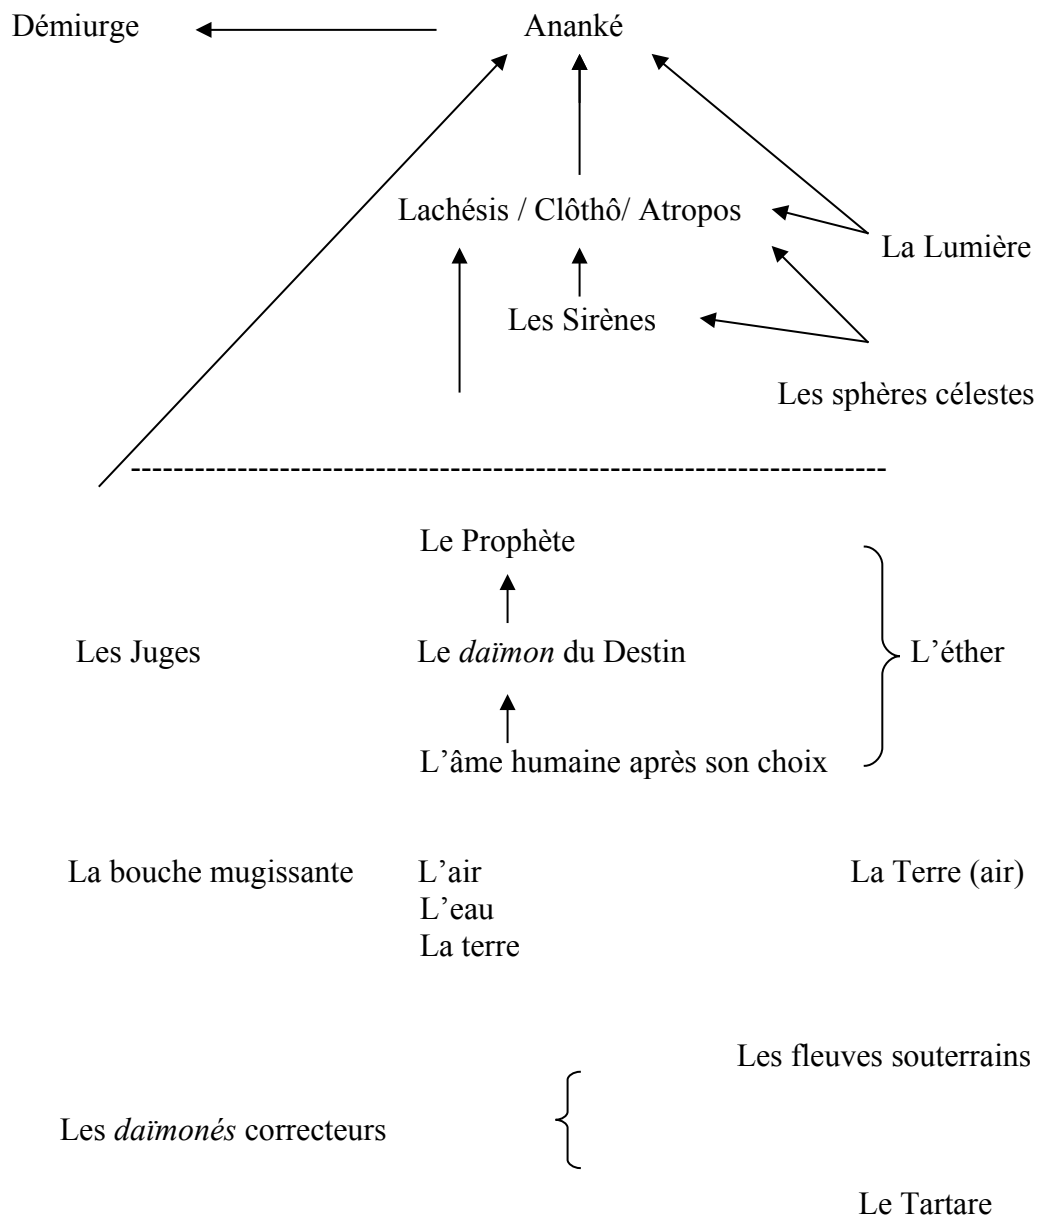 Démiurge Ananké
Lachésis / Clôthô/ Atropos
La Lumière
Les Sirènes
Les sphères célestes
Le Prophète
Les Juges Le daïmon du Destin L’éther
L’âme humaine après son choix
La bouche mugissante L’air La Terre (air)
L’eau
La terre
Les fleuves souterrains
Les daïmonés correcteurs
Le Tartare